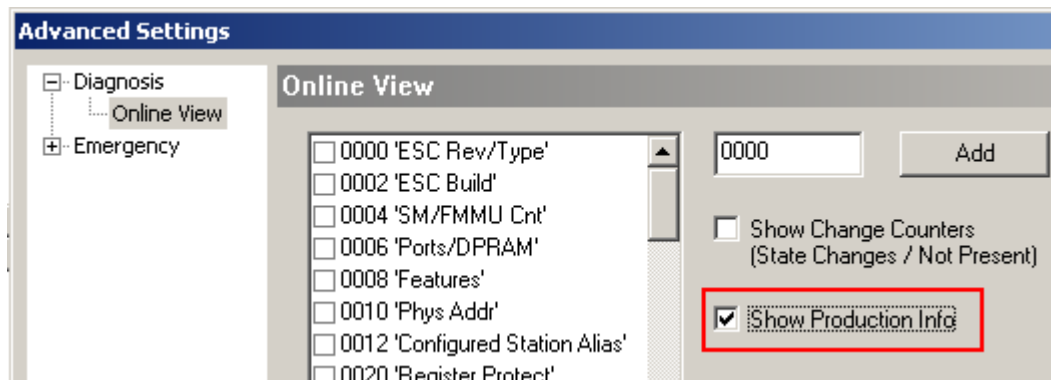 Advanced Settings
Diagnosis
Online View
Emergency
Online View
0000 'ESC Rev/Type'
0002 'ESC Build'
0004 'SM/FMMU Cnt'
0006 'Ports/DPRAM'
0008 'Features'
0010 'Phys Addr'
0012 'Configured Station Alias'
0020 'Register Protect'
0000
Add
Show Change Counters
(State Changes / Not Present)
Show Production Info